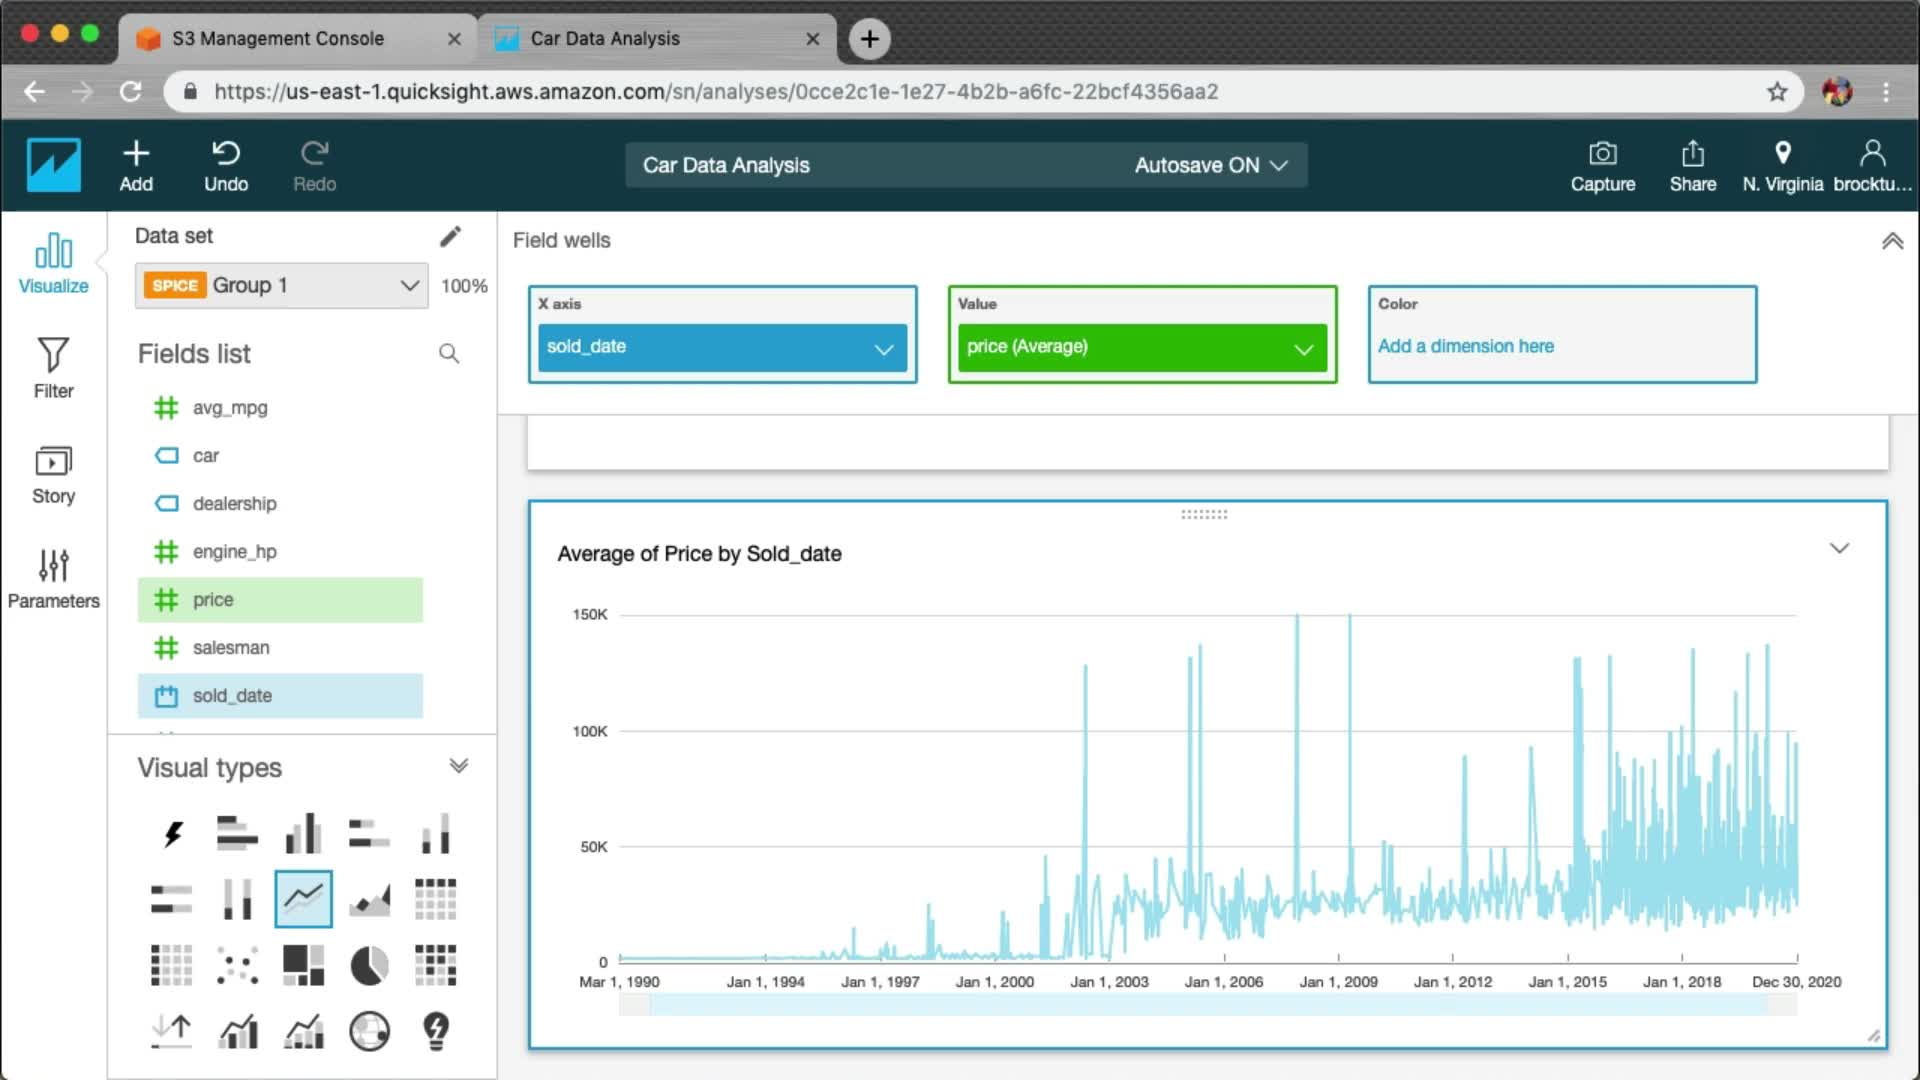 S3 Management Console
Car Data Analysis
https://us-east-1.quicksight.aws.amazon.com/sn/analyses/0cce2c1e-1e27-4b2b-a6fc-22bcf4356aa2
Add
Undo
Redo
Car Data Analysis
Autosave ON
Capture
Share
N. Virginia
brocktu...
Visualize
Filter
Story
Parameters
Data set
SPICE Group 1
100%
Fields list
avg_mpg
car
dealership
engine_hp
price
salesman
sold_date
Visual types
Field wells
X axis
sold_date
Value
price (Average)
Color
Add a dimension here
Average of Price by Sold_date
150K
100K
50K
0
Mar 1, 1990
Jan 1, 1994
Jan 1, 1997
Jan 1, 2000
Jan 1, 2003
Jan 1, 2006
Jan 1, 2009
Jan 1, 2012
Jan 1, 2015
Jan 1, 2018
Dec 30, 2020